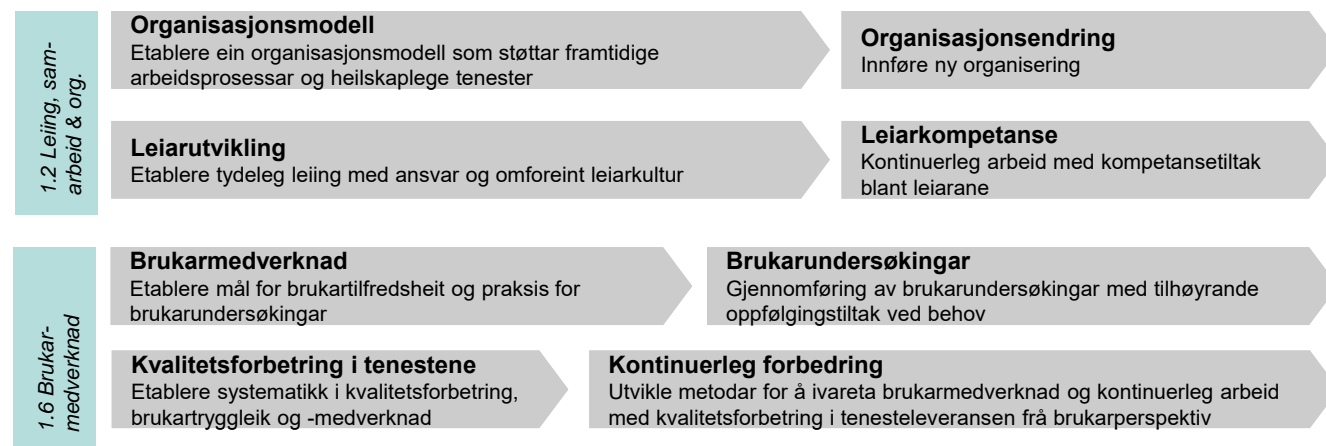 1.2 Leiing, sam-
arbeid & org.
Organisasjonsmodell
Etablere ein organisasjonsmodell som støttar framtidige
arbeidsprosessar og heilskaplege tenester
Organisasjonsendring
Innføre ny organisering
Leiarutvikling
Etablere tydeleg leiing med ansvar og omforeint leiarkultur
Leiarkompetanse
Kontinuerleg arbeid med kompetansetiltak
blant leiarane
1.6 Brukar-
medverknad
Brukarmedverknad
Etablere mål for brukartilfredsheit og praksis for
brukarundersøkingar
Brukarundersøkingar
Gjennomføring av brukarundersøkingar med tilhøyrande
oppfølgingstiltak ved behov
Kvalitetsforbetring i tenestene
Etablere systematikk i kvalitetsforbetring,
brukartryggleik og -medverknad
Kontinuerleg forbedring
Utvikle metodar for å ivareta brukarmedverknad og kontinuerleg arbeid
med kvalitetsforbetring i tenesteleveransen frå brukarperspektiv